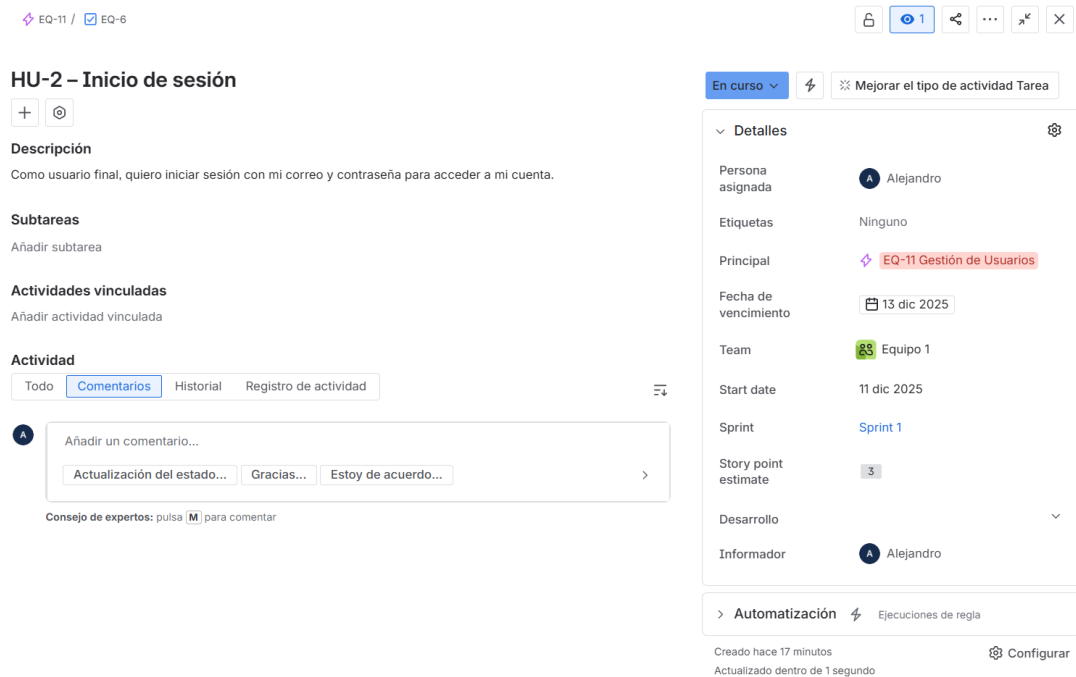 EQ-11 / EQ-6
1
HU-2 – Inicio de sesión
En curso
Mejorar el tipo de actividad Tarea
Descripción
Como usuario final, quiero iniciar sesión con mi correo y contraseña para acceder a mi cuenta.
Subtareas
Añadir subtarea
Actividades vinculadas
Añadir actividad vinculada
Actividad
Todo Comentarios Historial Registro de actividad
A
Añadir un comentario...
Actualización del estado... Gracias... Estoy de acuerdo...
Consejo de expertos: pulsa M para comentar
Detalles
Persona
asignada
A Alejandro
Etiquetas Ninguno
Principal EQ-11 Gestión de Usuarios
Fecha de
vencimiento
13 dic 2025
Team Equipo 1
Start date 11 dic 2025
Sprint Sprint 1
Story point
estimate
3
Desarrollo
Informador A Alejandro
Automatización Ejecuciones de regla
Creado hace 17 minutos
Configurar
Actualizado dentro de 1 segundo